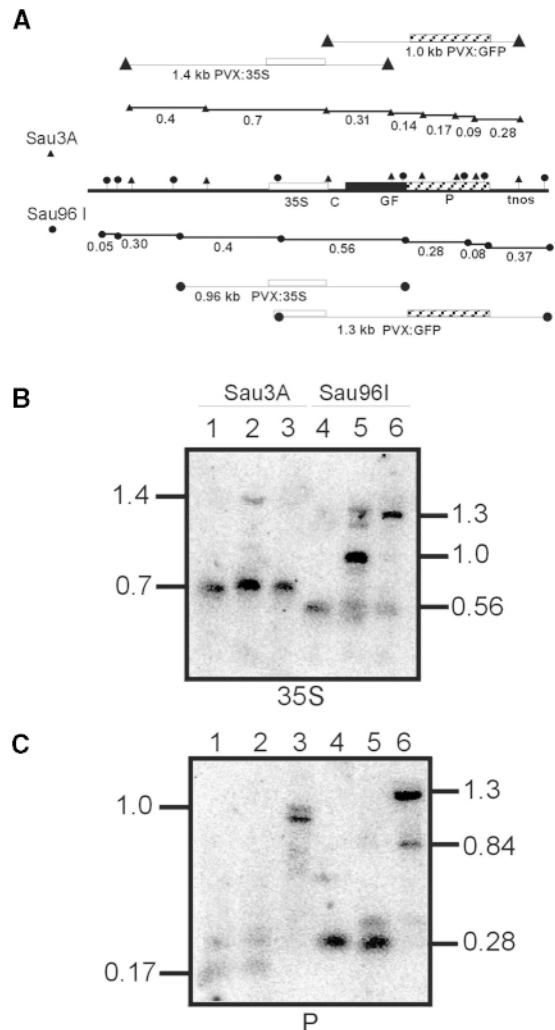 A
1.0 kb PVX:GFP
1.4 kb PVX:35S
0.4 0.7 0.31 0.14 0.17 0.09 0.28
Sau3A
35S C GF P tnos
Sau96 I
0.05 0.30 0.4 0.56 0.28 0.08 0.37
0.96 kb PVX:35S
1.3 kb PVX:GFP
B
Sau3A Sau96I
1 2 3 4 5 6
1.4
1.3
1.0
0.7
0.56
35S
C
1 2 3 4 5 6
1.3
1.0
0.84
0.28
0.17
P